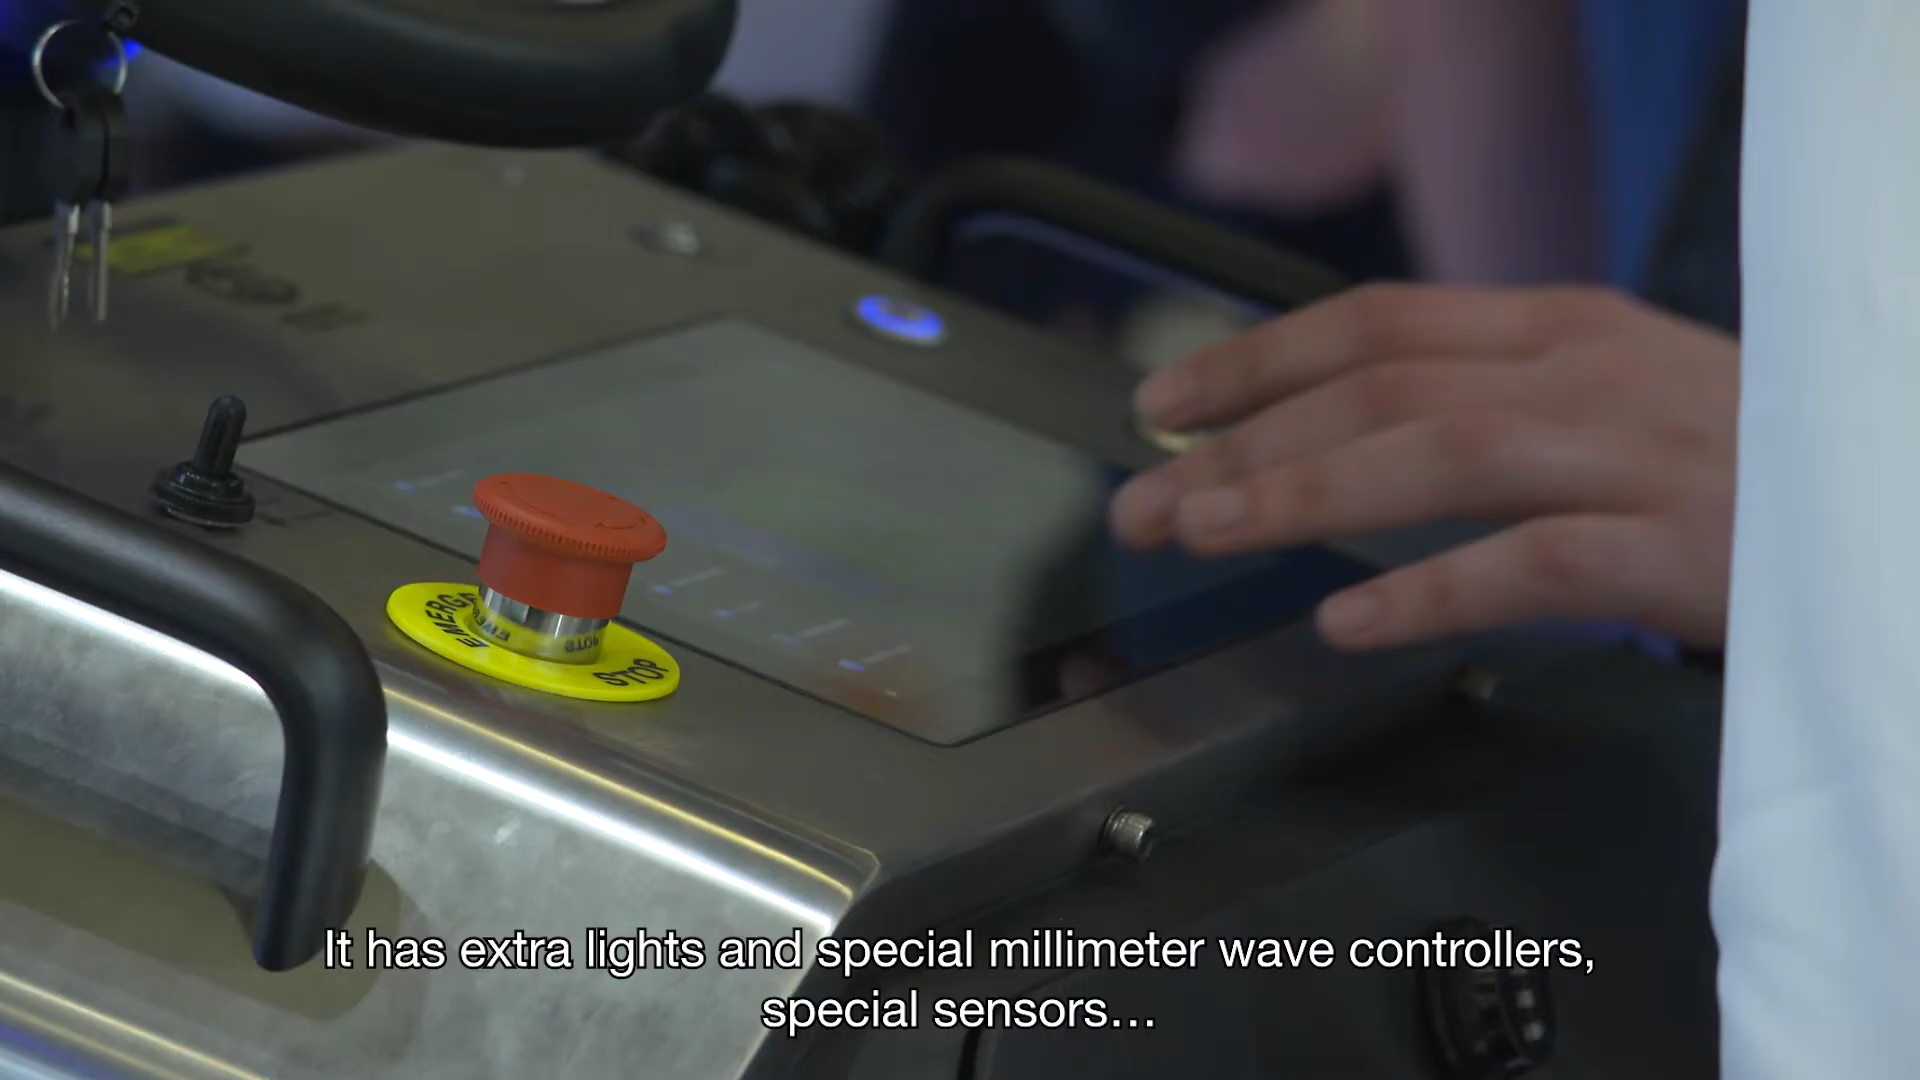 EMERG
STOP
It has extra lights and special millimeter wave controllers,
special sensors…